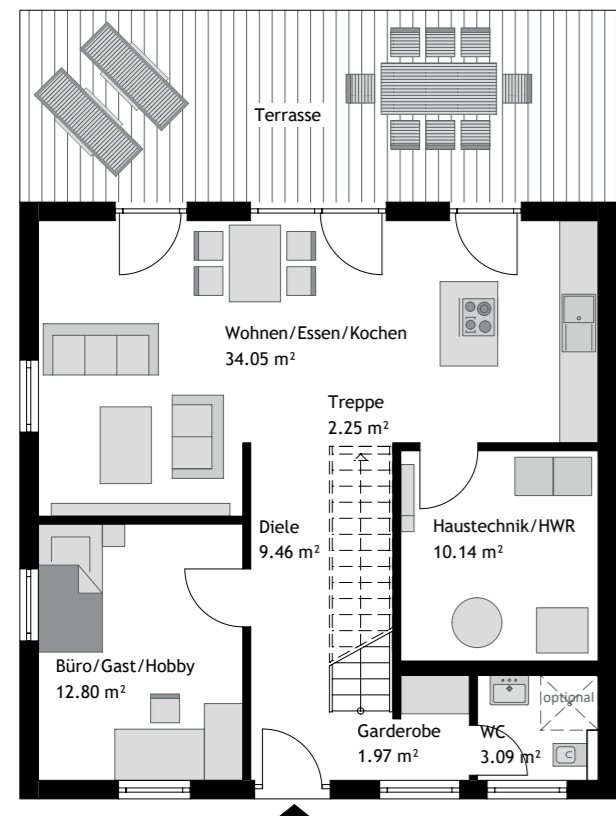 Terrasse
Wohnen/Essen/Kochen
34.05 m²
Treppe
2.25 m²
Diele
9.46 m²
Haustechnik/HWR
10.14 m²
Büro/Gast/Hobby
12.80 m²
optional
Garderobe
1.97 m²
WC
3.09 m²